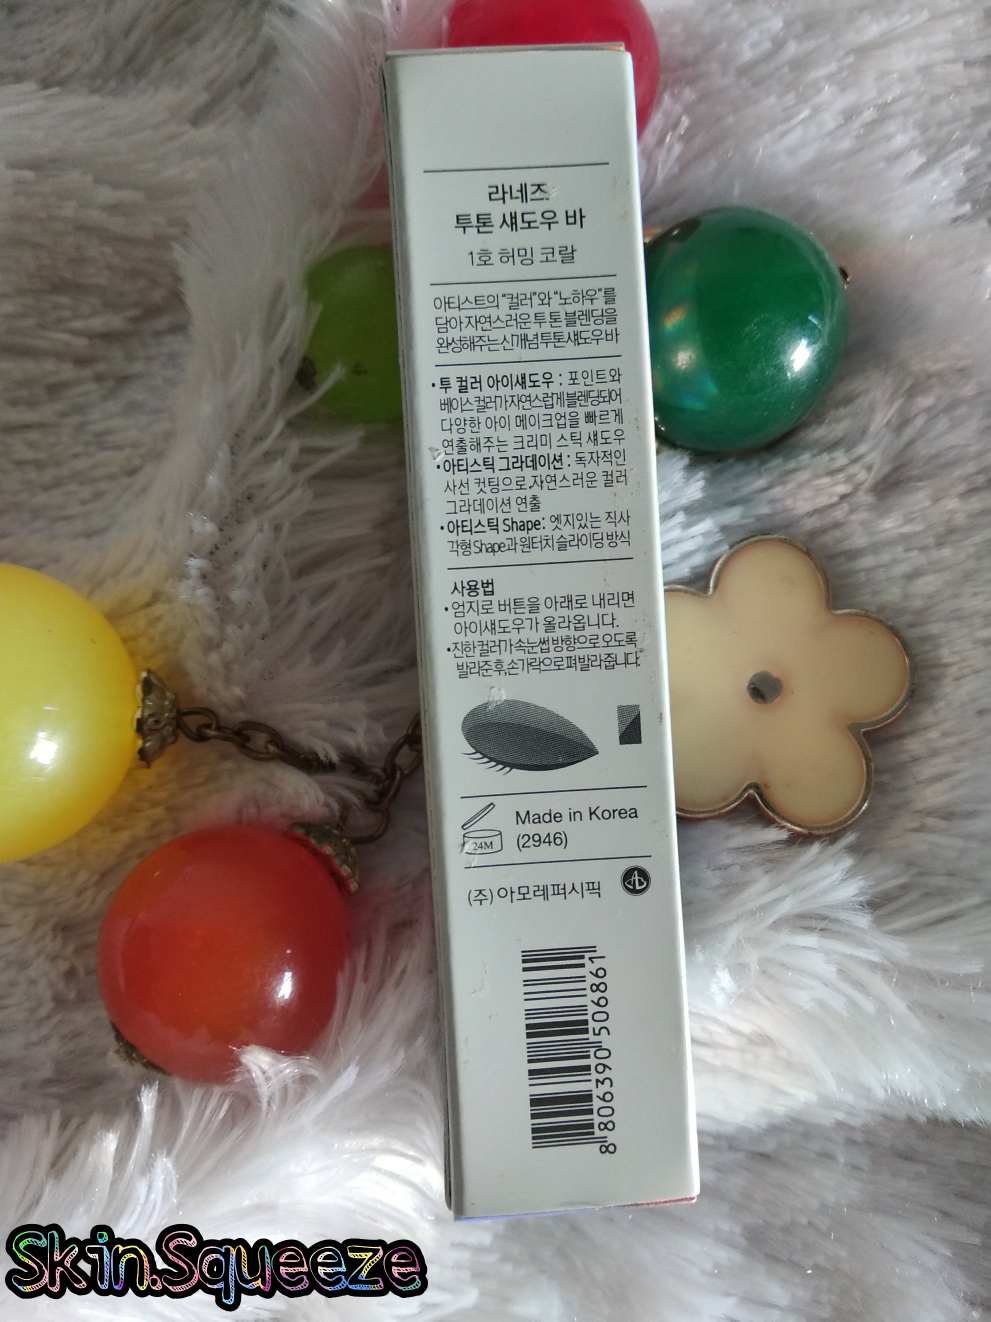 라네즈
투톤 섀도우 바
1호 허밍 코랄
아티스트의 "컬러"와 "노하우"를
담아 자연스러운 투 톤 블렌딩을
완성해주는 신개념 투톤 섀도우 바
• 투 컬러 아이섀도우 : 포인트와
베이스 컬러가 자연스럽게 블렌딩되어
다양한 아이 메이크업을 빠르게
연출해주는 크리미 스틱 섀도우
• 아티스틱 그라데이션 : 독자적인
사선 컷팅으로, 자연스러운 컬러
그라데이션 연출
• 아티스틱 Shape : 엣지있는 직사
각형 Shape과 원터치 슬라이딩 방식
사용법
• 엄지로 버튼을 아래로 내리면
아이섀도우가 올라옵니다.
• 진한 컬러가 속눈썹 방향으로 오도록
발라준 후, 손가락으로 펴 발라줍니다.
24M
Made in Korea
(2946)
(주) 아모레퍼시픽
8 806390 506861
Skin.Squeeze